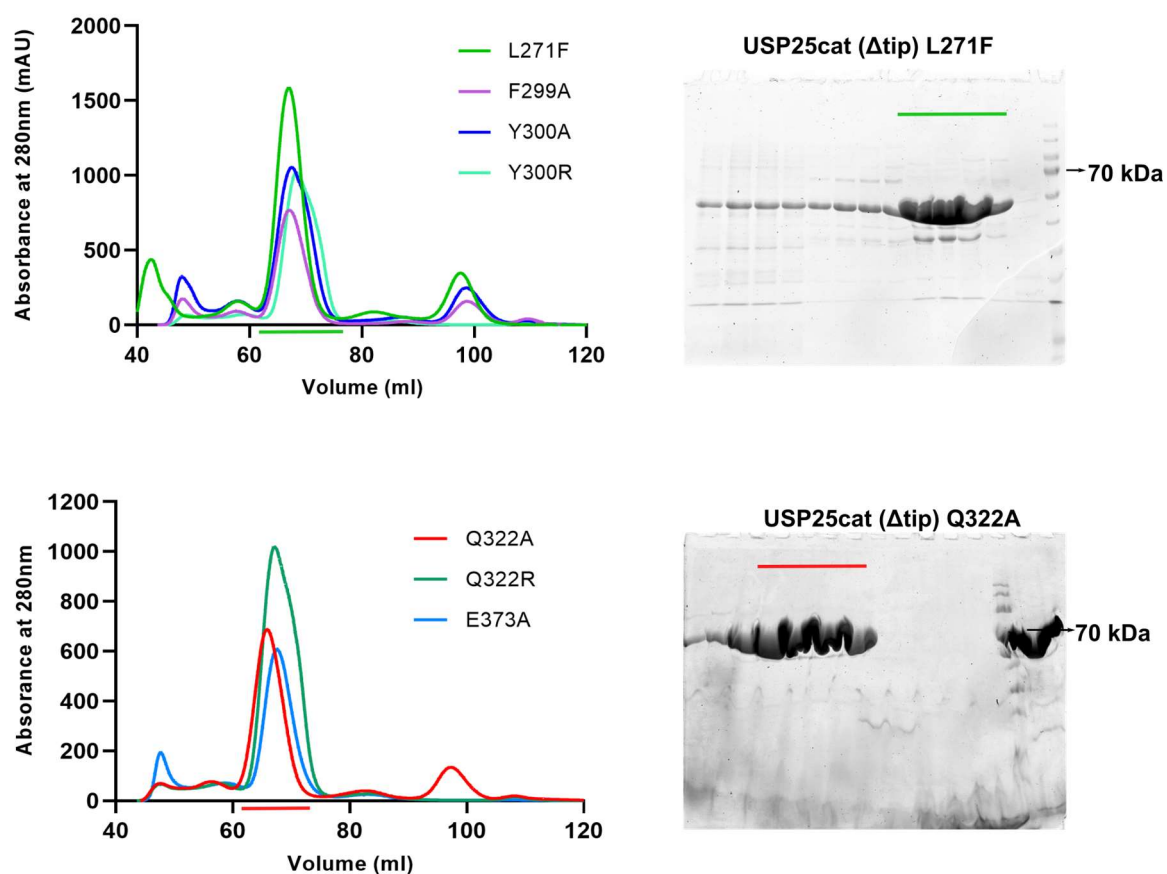 2000
1500
1000
500
0
40
60
80
100
120
Absorbance at 280nm (mAU)
Volume (ml)
L271F
F299A
Y300A
Y300R
USP25cat (Δtip) L271F
70 kDa
1200
1000
800
600
400
200
0
40
60
80
100
120
Absorance at 280nm
Volume (ml)
Q322A
Q322R
E373A
USP25cat (Δtip) Q322A
70 kDa